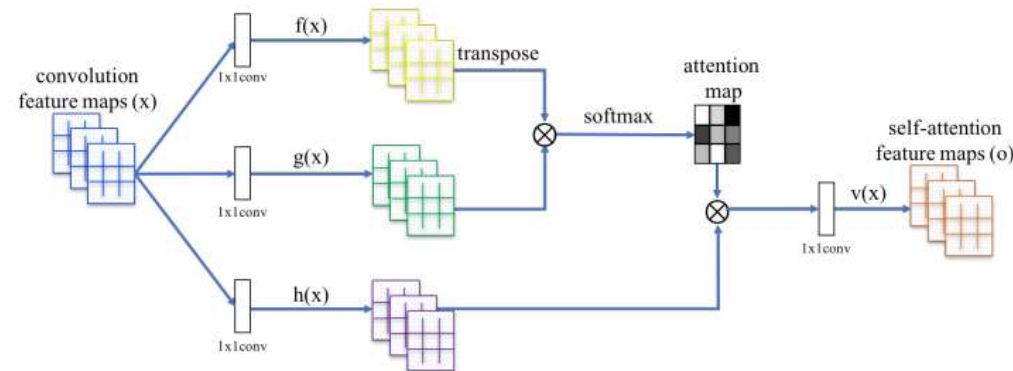 f(x)
1x1conv
transpose
convolution
feature maps (x)
attention
map
softmax
self-attention
feature maps (o)
g(x)
1x1conv
v(x)
1x1conv
h(x)
1x1conv